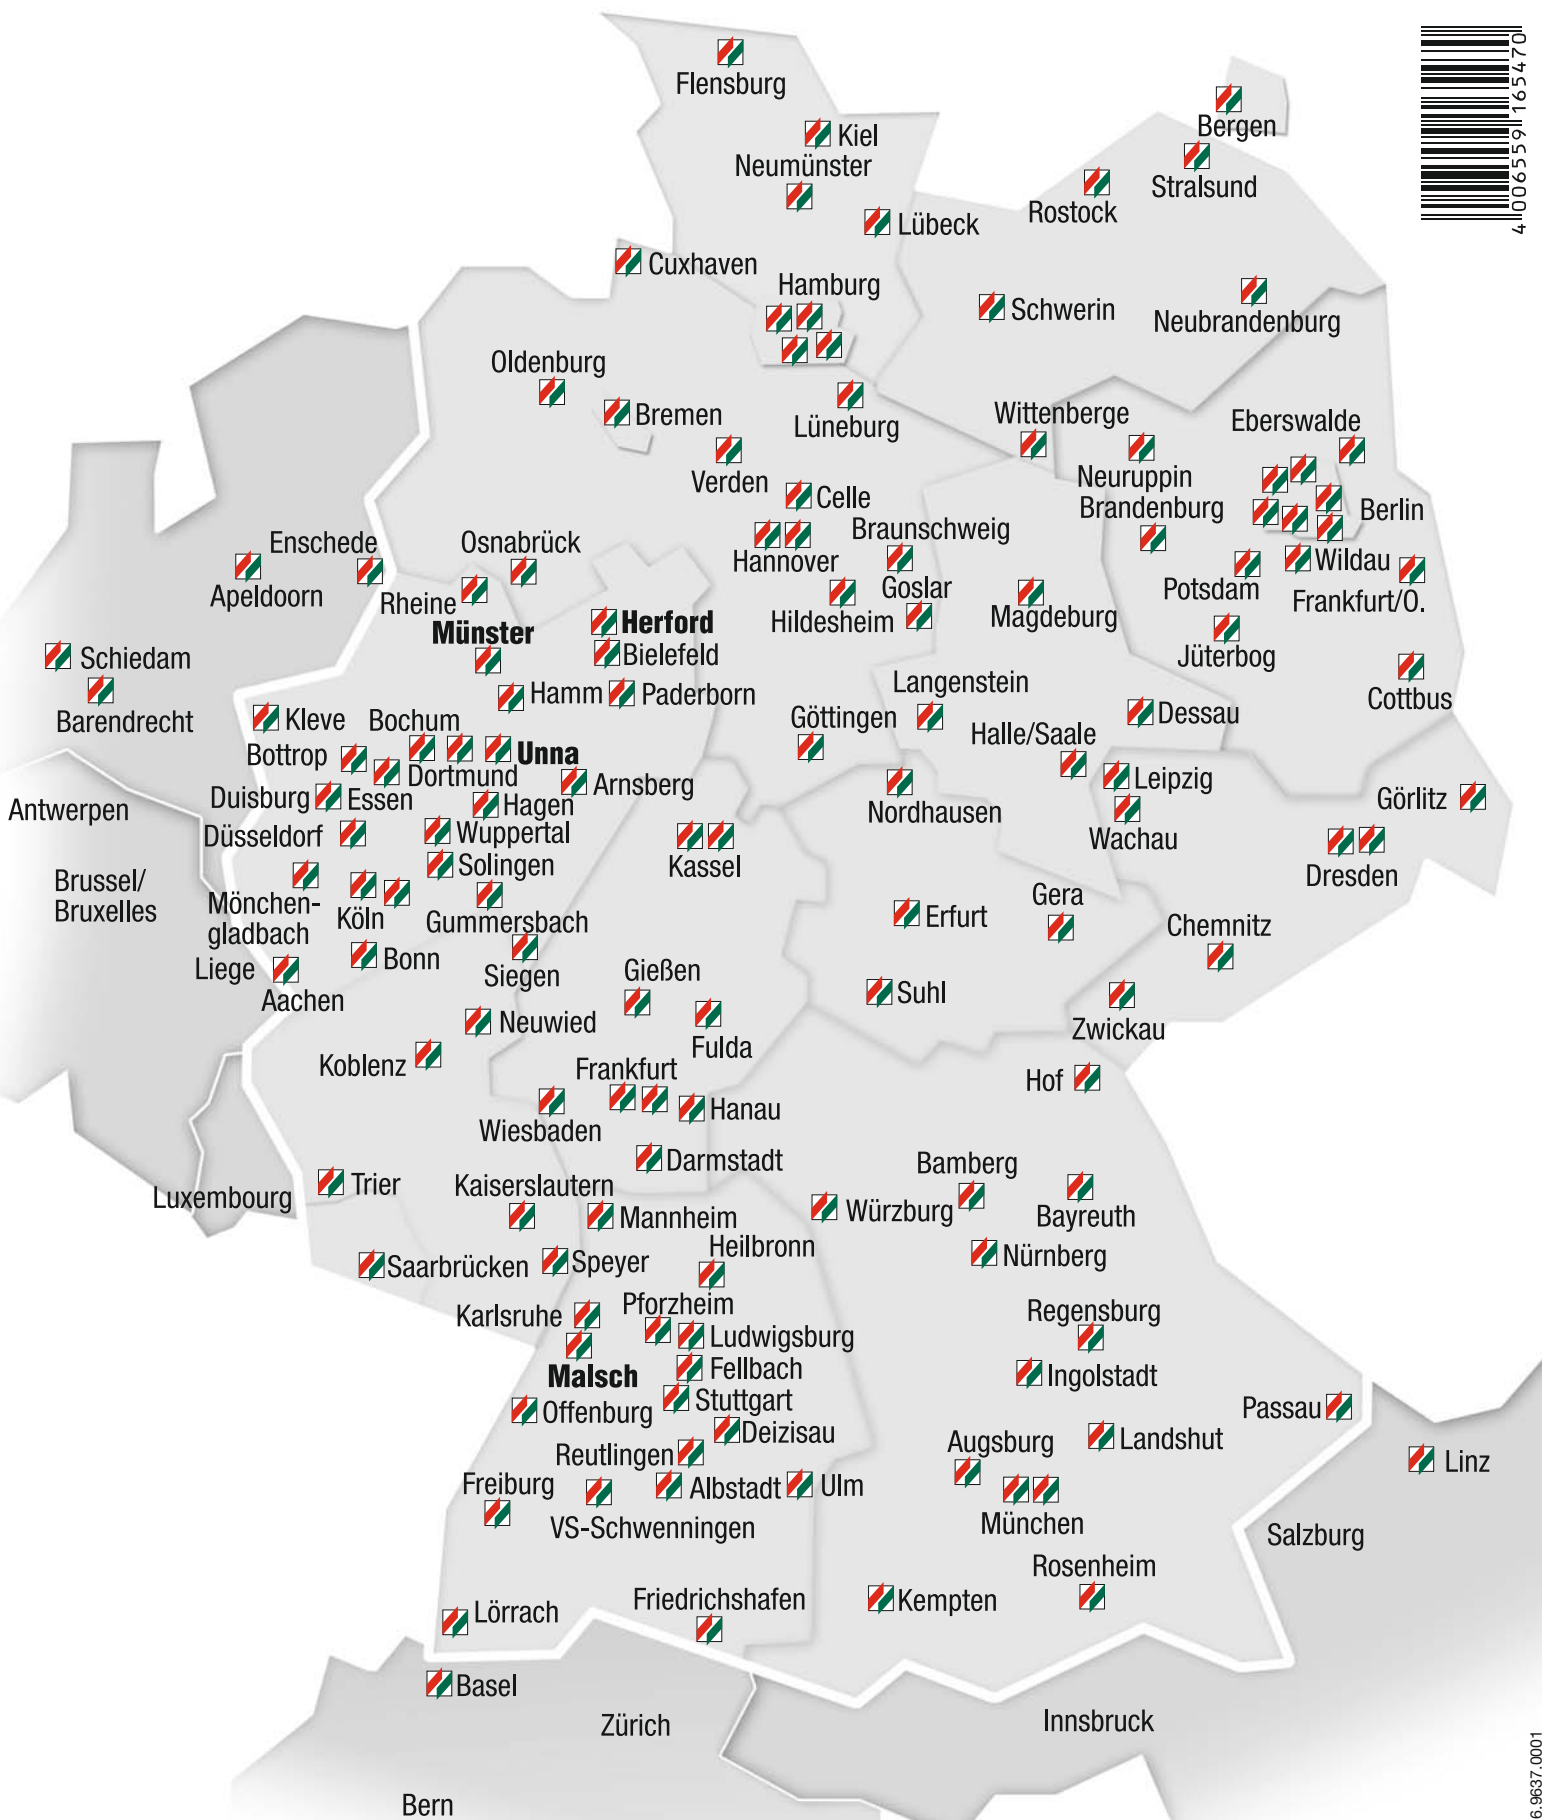 Flensburg
Bergen
Kiel
Neumünster
Stralsund
Rostock
Lübeck
4 006559 165470
Cuxhaven
Hamburg
Schwerin
Neubrandenburg
Oldenburg
Bremen
Lüneburg
Wittenberge
Eberswalde
Verden
Neuruppin
Celle
Brandenburg
Berlin
Braunschweig
Enschede
Osnabrück
Hannover
Wildau
Apeldoorn
Rheine
Goslar
Potsdam
Frankfurt/O.
Hildesheim
Magdeburg
Münster
Herford
Bielefeld
Jüterbog
Schiedam
Langenstein
Cottbus
Hamm
Paderborn
Barendrecht
Kleve
Bochum
Göttingen
Dessau
Halle/Saale
Bottrop
Unna
Dortmund
Arnsberg
Leipzig
Duisburg
Essen
Hagen
Nordhausen
Görlitz
Antwerpen
Düsseldorf
Wuppertal
Wachau
Solingen
Kassel
Dresden
Brussel/
Bruxelles
Mönchen-
gladbach
Köln
Gummersbach
Gera
Erfurt
Chemnitz
Liege
Bonn
Siegen
Gießen
Aachen
Suhl
Neuwied
Zwickau
Fulda
Koblenz
Frankfurt
Hof
Hanau
Wiesbaden
Darmstadt
Bamberg
Luxembourg
Trier
Kaiserslautern
Mannheim
Würzburg
Bayreuth
Heilbronn
Nürnberg
Saarbrücken
Speyer
Pforzheim
Karlsruhe
Regensburg
Ludwigsburg
Malsch
Fellbach
Ingolstadt
Stuttgart
Offenburg
Passau
Deizisau
Landshut
Augsburg
Reutlingen
Linz
Freiburg
Albstadt
Ulm
VS-Schwenningen
München
Salzburg
Rosenheim
Friedrichshafen
Kempten
Lörrach
Basel
Zürich
Innsbruck
Bern
6.9637.0001